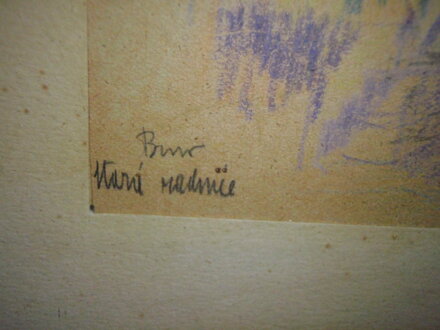 Brno
stará radnice